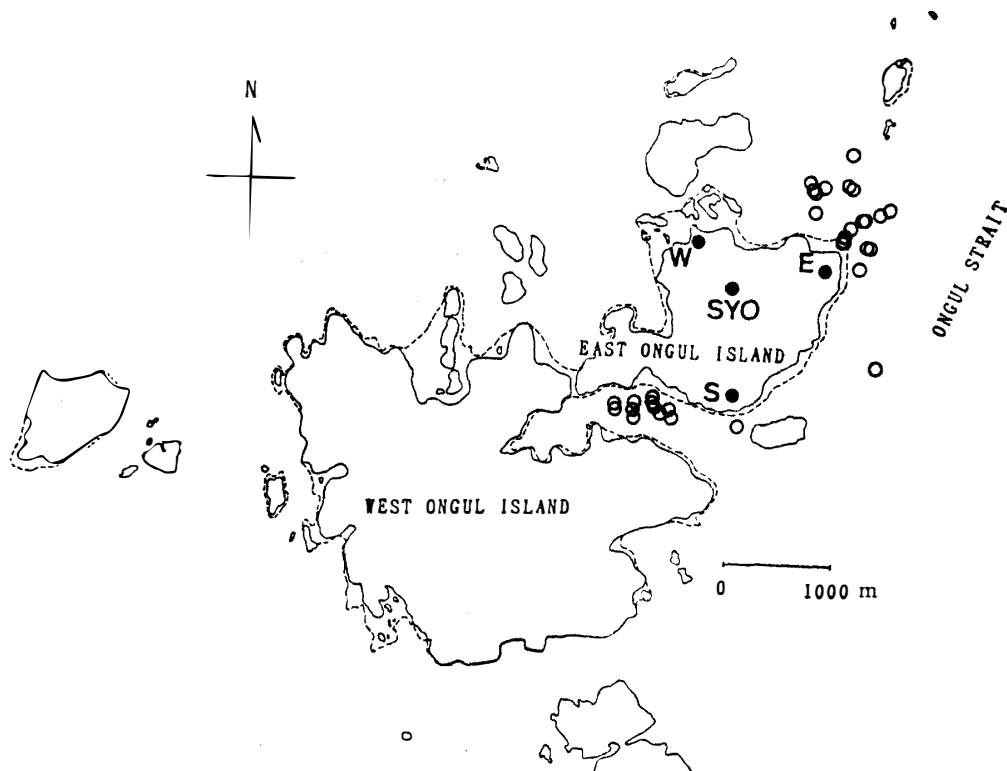 N
W
E
SYO
ONGUL STRAIT
EAST ONGUL ISLAND
S
WEST ONGUL ISLAND
0 1000 m